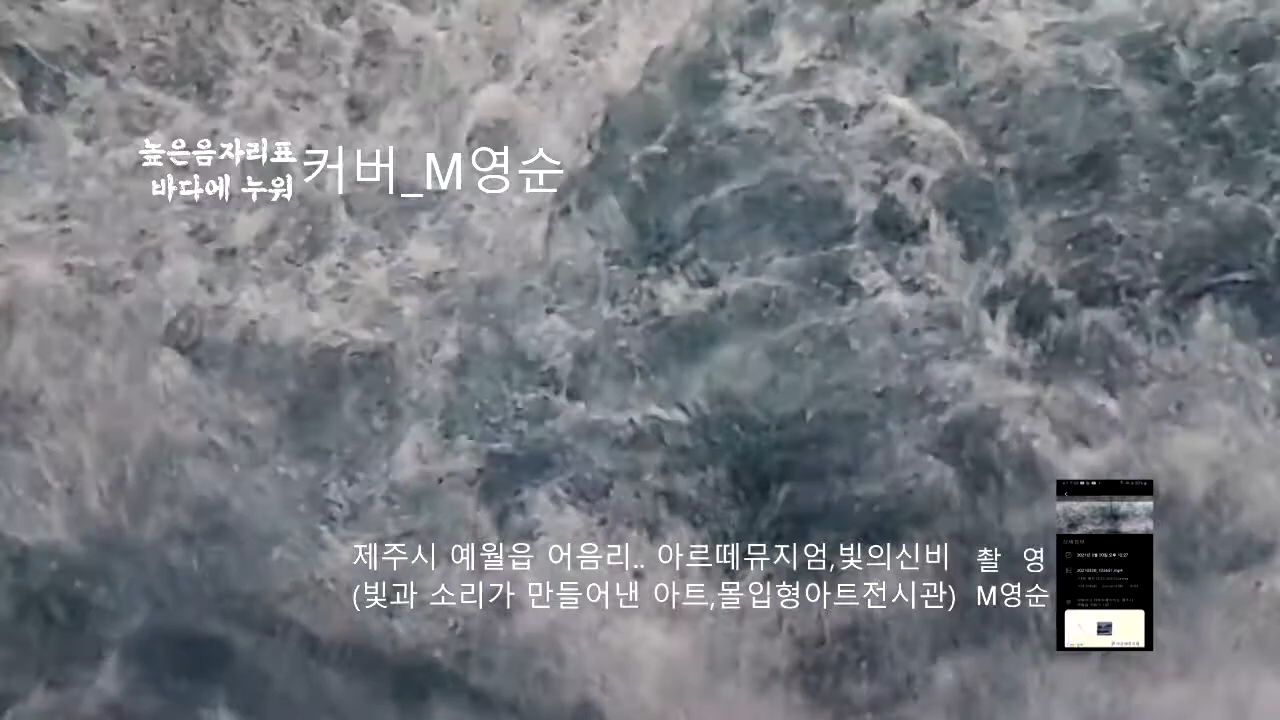 높은음자리표
바다에 누워
커버_M영순
제주시 예월읍 어음리.. 아르떼뮤지엄,빛의신비 촬 영
(빛과 소리가 만들어낸 아트,몰입형아트전시관) M영순